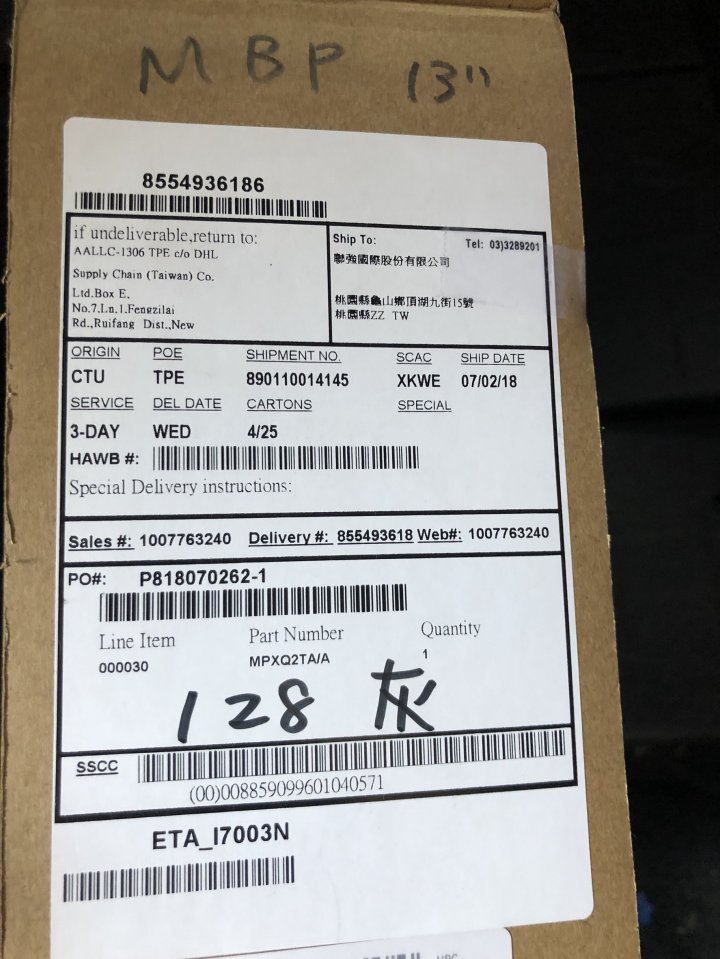 MBP 13"
8554936186
if undeliverable,return to:
AALLC-1306 TPE c/o DHL
Supply Chain (Taiwan) Co.
Ltd.Box E.
No.7,Ln.1,Fengzilai
Rd.,Ruifang Dist.,New
Ship To:
Tel: 03)3289201
聯強國際股份有限公司
桃園縣龜山鄉頂湖九街15號
桃園縣ZZ TW
ORIGIN POE SHIPMENT NO. SCAC SHIP DATE
CTU TPE 890110014145 XKWE 07/02/18
SERVICE DEL DATE CARTONS SPECIAL
3-DAY WED 4/25
HAWB #:
Special Delivery instructions:
Sales #: 1007763240 Delivery #: 855493618 Web#: 1007763240
PO#: P818070262-1
Line Item Part Number Quantity
000030 MPXQ2TA/A 1
128 灰
SSCC
(00)008859099601040571
ETA_I7003N